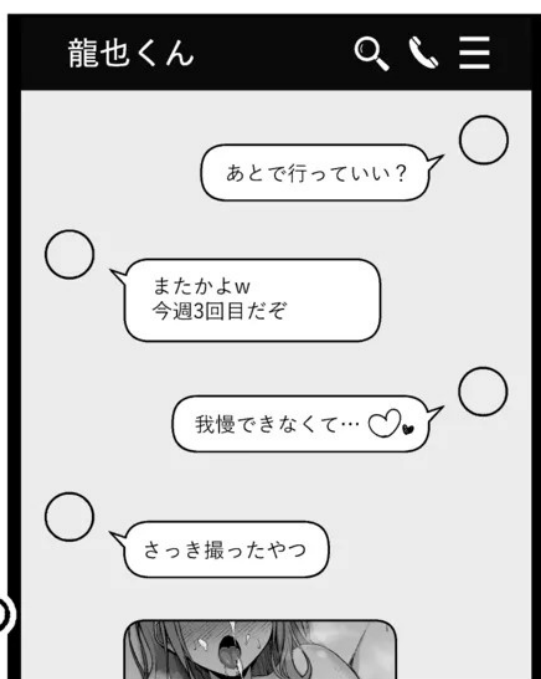 龍也くん
あとで行っていい？
またかよw
今週3回目だぞ
我慢できなくて…
さっき撮ったやつ